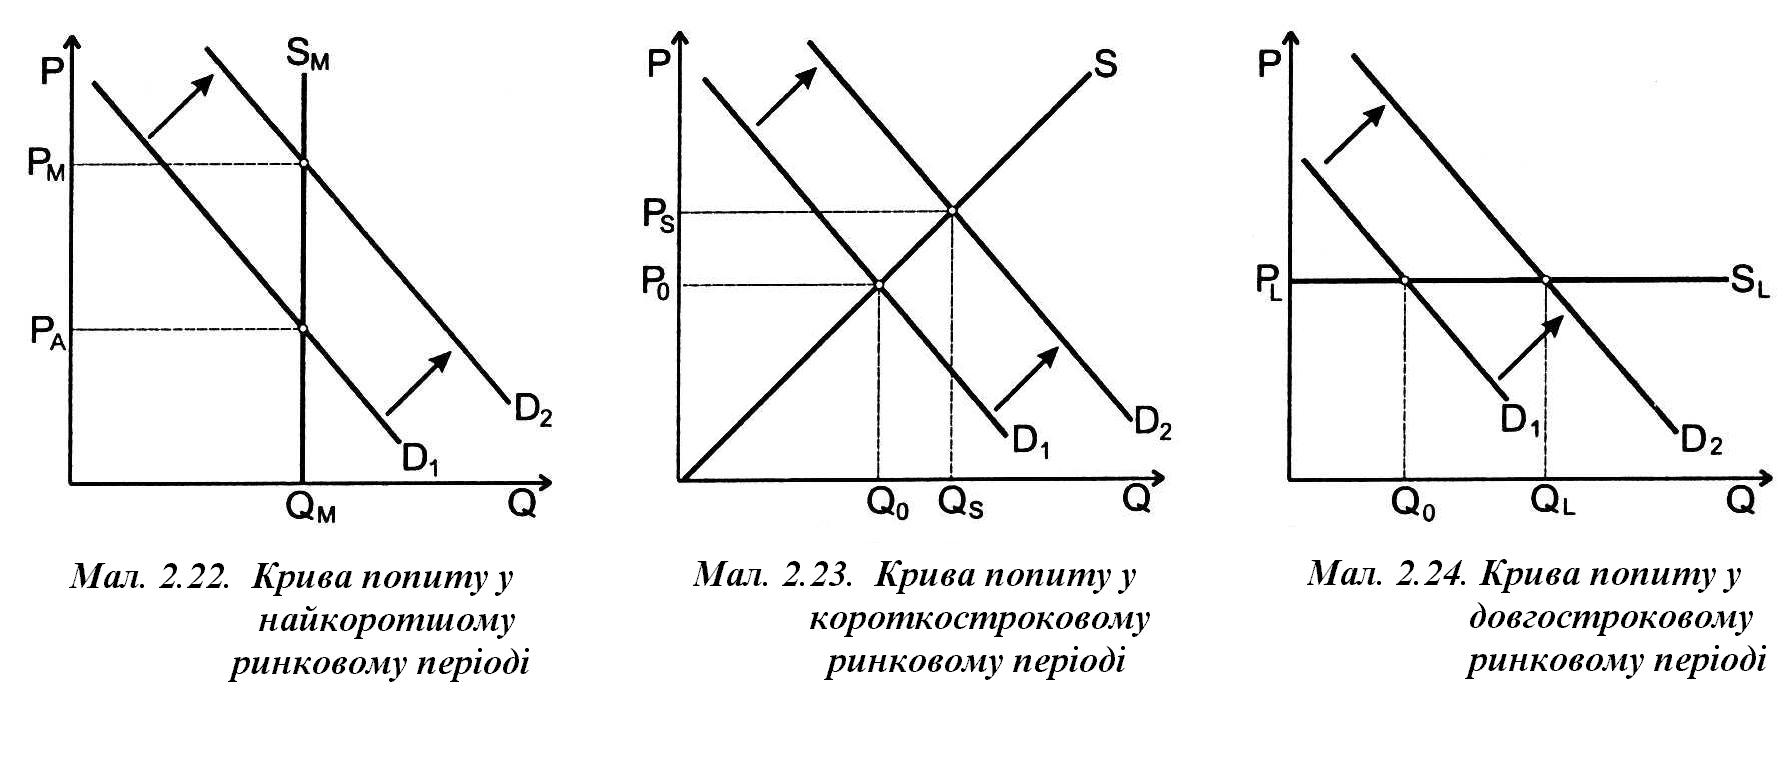 P
S_M
P_M
P_A
D_2
D_1
Q_M
Q
P
S
P_S
P_0
D_1
D_2
Q_0
Q_S
Q
P
P_L
S_L
D_1
D_2
Q_0
Q_L
Q
Мал. 2.22. Крива попиту у
найкоротшому
ринковому періоді
Мал. 2.23. Крива попиту у
короткостроковому
ринковому періоді
Мал. 2.24. Крива попиту у
довгостроковому
ринковому періоді